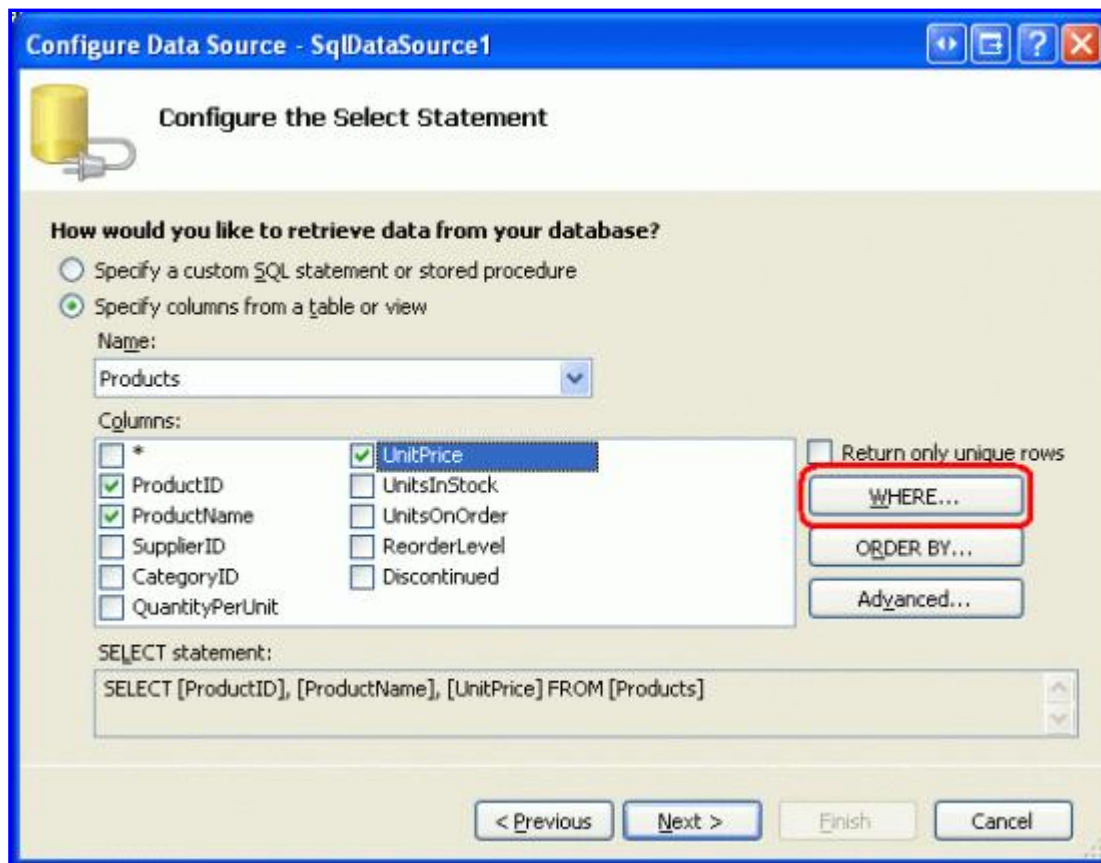 Configure Data Source - SqlDataSource1
Configure the Select Statement
How would you like to retrieve data from your database?
Specify a custom SQL statement or stored procedure
Specify columns from a table or view
Name:
Products
Columns:
*
ProductID
ProductName
SupplierID
CategoryID
QuantityPerUnit
UnitPrice
UnitsInStock
UnitsOnOrder
ReorderLevel
Discontinued
Return only unique rows
WHERE...
ORDER BY...
Advanced...
SELECT statement:
SELECT [ProductID], [ProductName], [UnitPrice] FROM [Products]
< Previous
Next >
Finish
Cancel